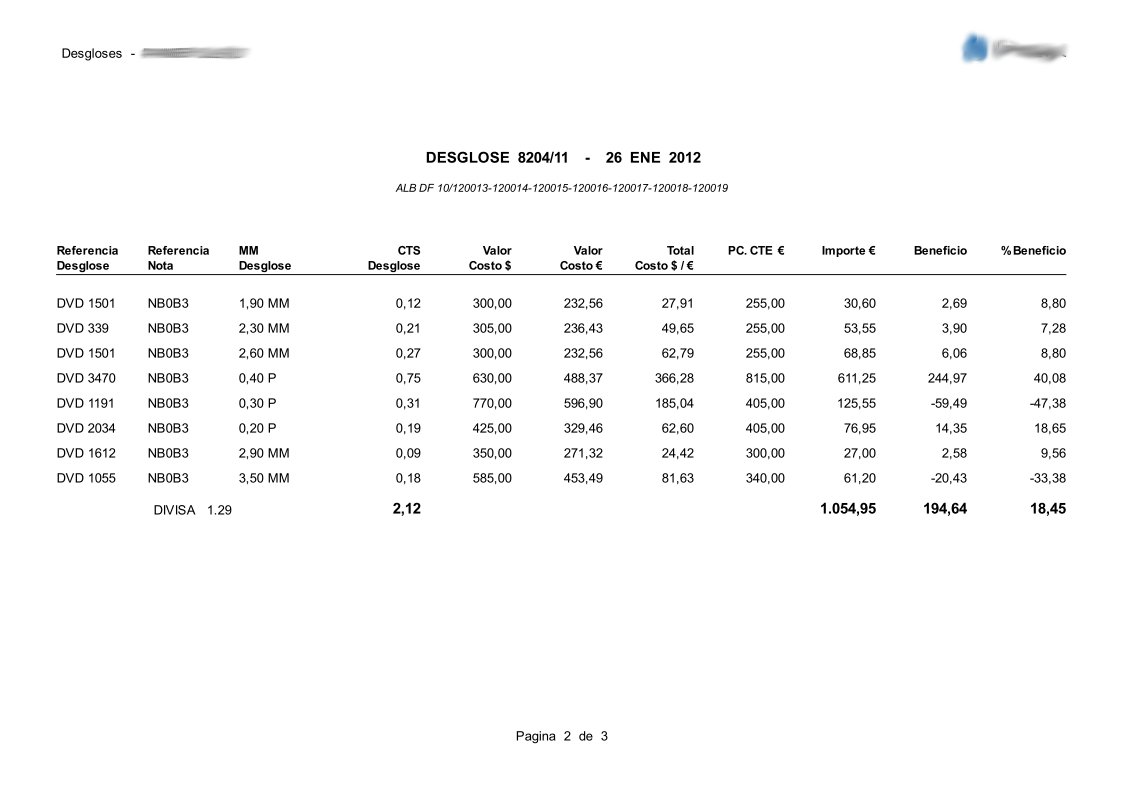 Desgloses -
DESGLOSE 8204/11 - 26 ENE 2012
ALB DF 10/120013-120014-120015-120016-120017-120018-120019
Referencia Referencia MM CTS Valor Valor Total PC. CTE € Importe € Beneficio % Beneficio
Desglose Nota Desglose Desglose Costo $ Costo € Costo $ / €
DVD 1501 NB0B3 1,90 MM 0,12 300,00 232,56 27,91 255,00 30,60 2,69 8,80
DVD 339 NB0B3 2,30 MM 0,21 305,00 236,43 49,65 255,00 53,55 3,90 7,28
DVD 1501 NB0B3 2,60 MM 0,27 300,00 232,56 62,79 255,00 68,85 6,06 8,80
DVD 3470 NB0B3 0,40 P 0,75 630,00 488,37 366,28 815,00 611,25 244,97 40,08
DVD 1191 NB0B3 0,30 P 0,31 770,00 596,90 185,04 405,00 125,55 -59,49 -47,38
DVD 2034 NB0B3 0,20 P 0,19 425,00 329,46 62,60 405,00 76,95 14,35 18,65
DVD 1612 NB0B3 2,90 MM 0,09 350,00 271,32 24,42 300,00 27,00 2,58 9,56
DVD 1055 NB0B3 3,50 MM 0,18 585,00 453,49 81,63 340,00 61,20 -20,43 -33,38
DIVISA 1.29 2,12 1.054,95 194,64 18,45
Pagina 2 de 3